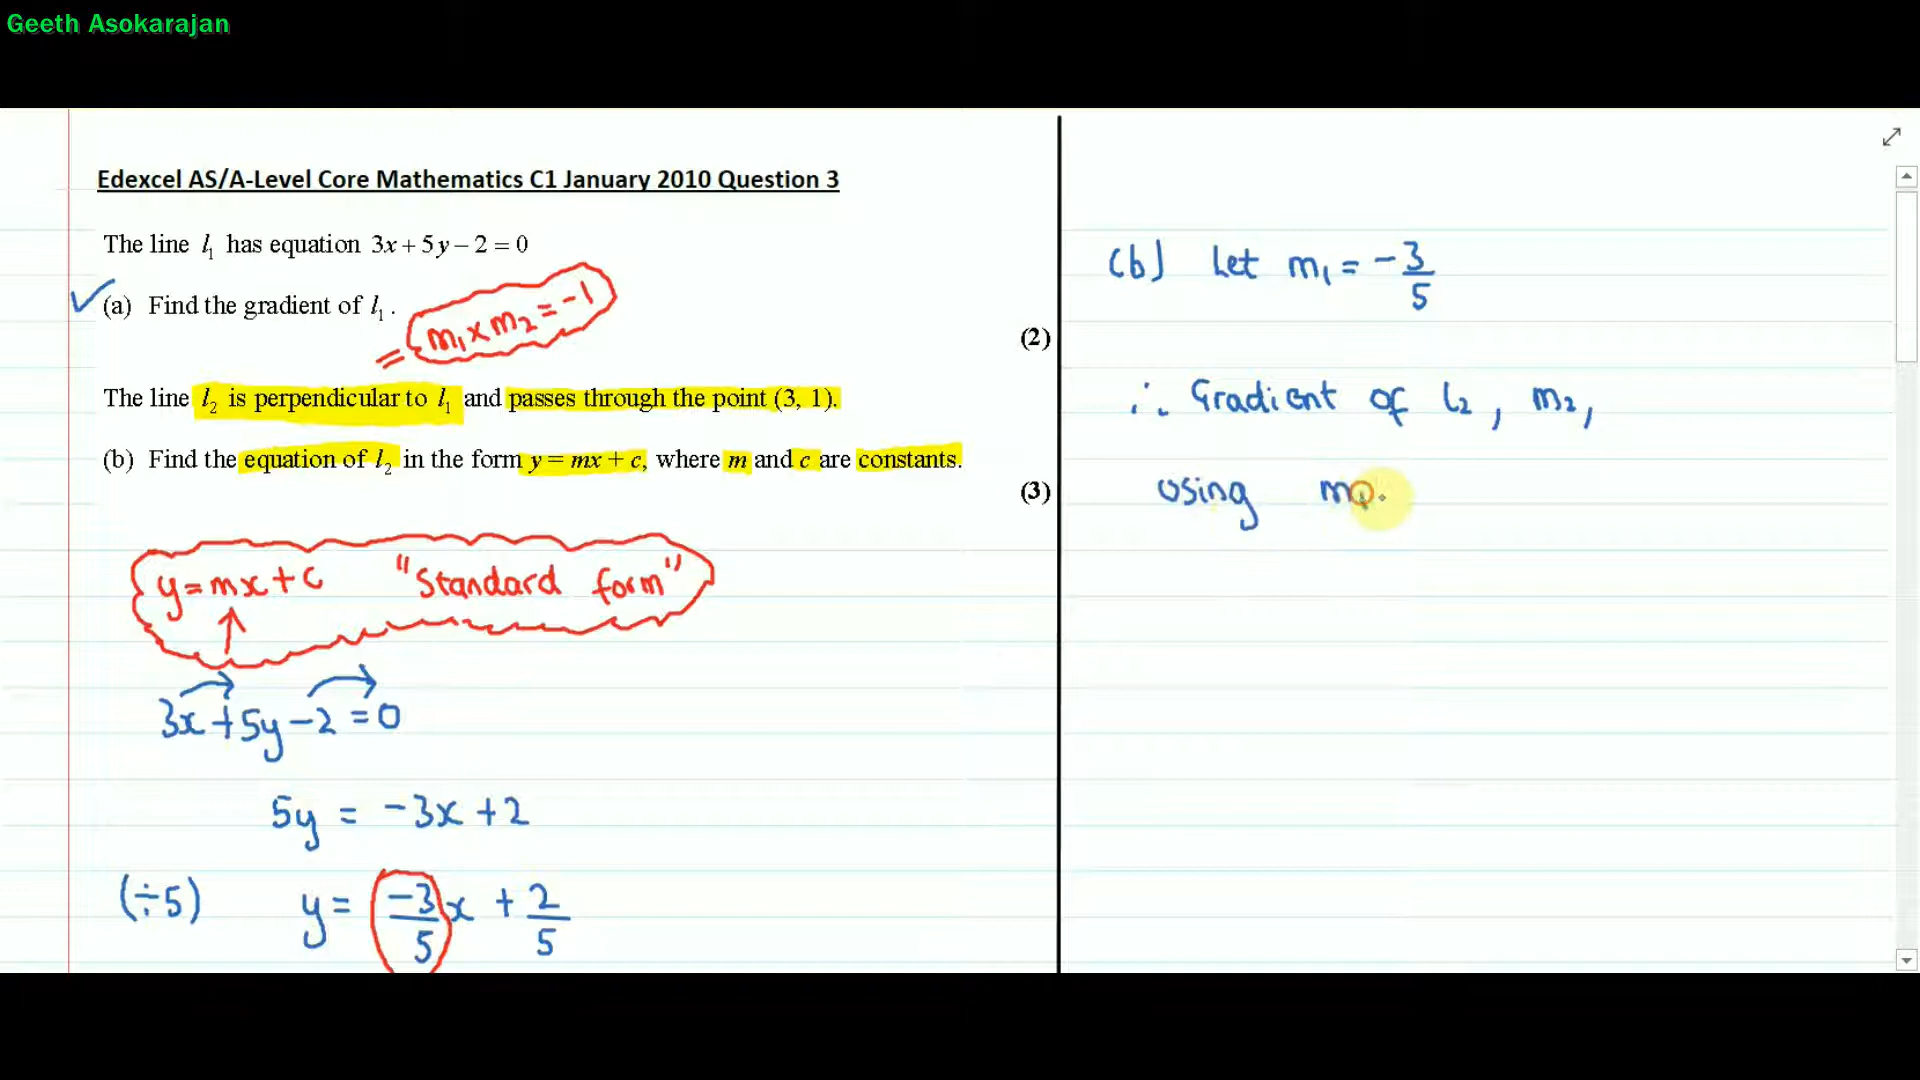 Geeth Asokarajan
Edexcel AS/A-Level Core Mathematics C1 January 2010 Question 3
The line l₁ has equation 3x + 5y − 2 = 0
(a) Find the gradient of l₁ .
= m₁ × m₂ = −1
(2)
The line l₂ is perpendicular to l₁ and passes through the point (3, 1).
(b) Find the equation of l₂ in the form y = mx + c, where m and c are constants.
(3)
y = mx + c "Standard form"
3x + 5y − 2 = 0
5y = −3x + 2
(÷5) y = −3/5 x + 2/5
(b) Let m₁ = −3/5
∴ Gradient of l₂, m₂,
using m₁